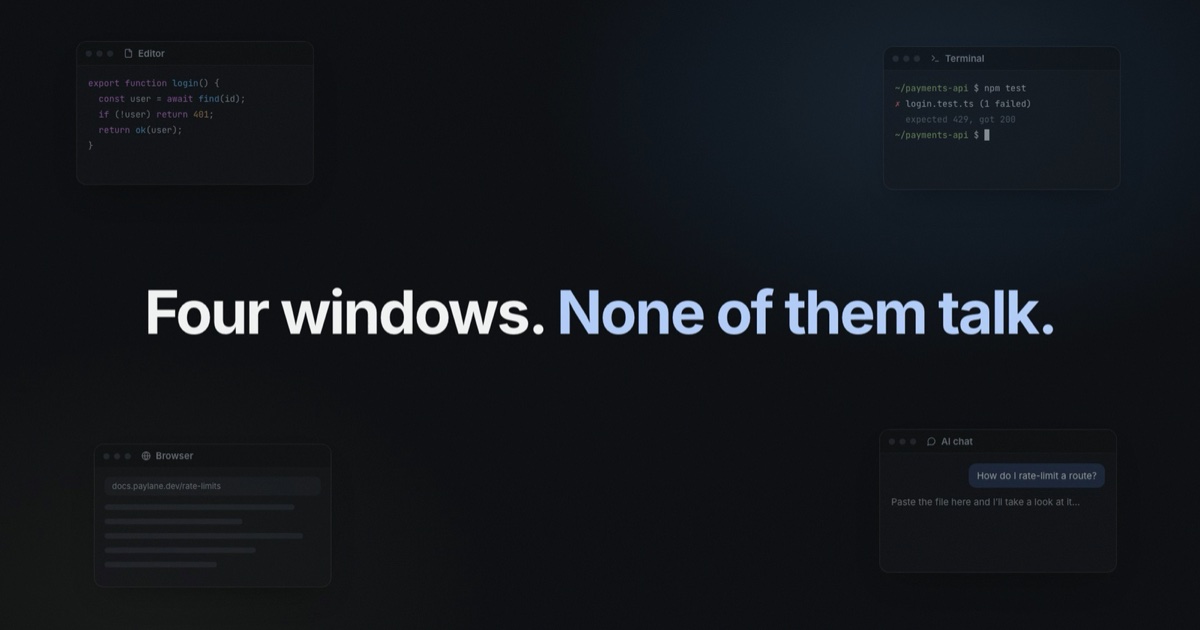 Editor
export function login() {
  const user = await find(id);
  if (!user) return 401;
  return ok(user);
}
Terminal
~/payments-api $ npm test
✗ login.test.ts (1 failed)
  expected 429, got 200
~/payments-api $
Four windows. None of them talk.
Browser
docs.paylane.dev/rate-limits
AI chat
How do I rate-limit a route?
Paste the file here and I'll take a look at it...